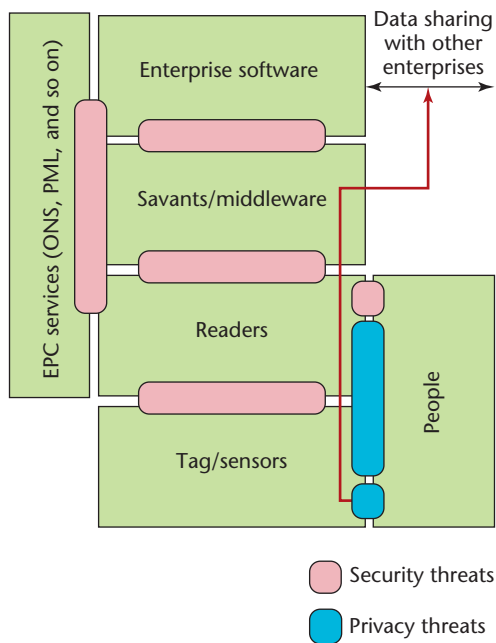 Data sharing
with other
enterprises
Enterprise software
EPC services (ONS, PML, and so on)
Savants/middleware
Readers
People
Tag/sensors
Security threats
Privacy threats